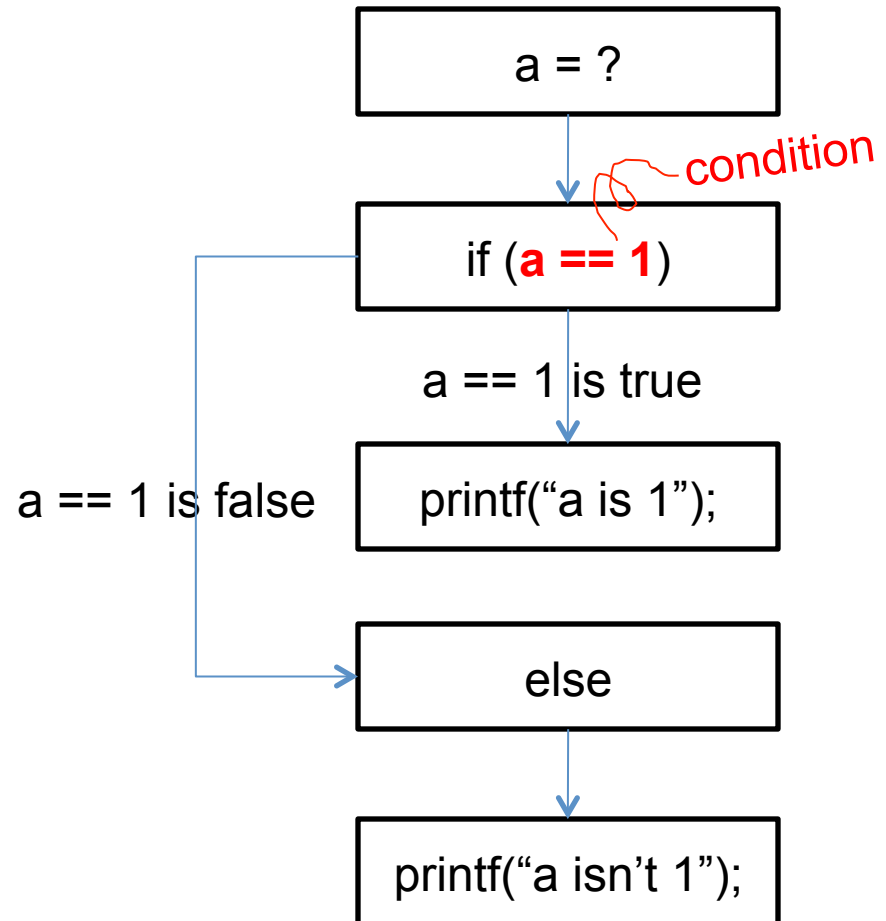 a = ?
condition
if (a == 1)
a == 1 is true
a == 1 is false
printf(“a is 1”);
else
printf(“a isn’t 1”);